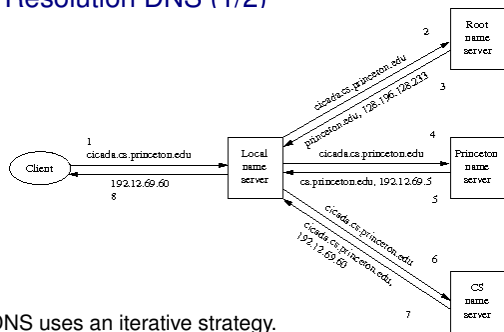 Resolution DNS (1/2)
2
Root
name
server
cicada.cs.princeton.edu
princeton.edu, 128.196.128.233
3
1
cicada.cs.princeton.edu
Client
192.12.69.60
8
Local
name
server
4
cicada.cs.princeton.edu
Princeton
name
server
cs.princeton.edu, 192.12.69.5
5
cicada.cs.princeton.edu
cicada.cs.princeton.edu,
192.12.69.60
6
CS
name
server
7
DNS uses an iterative strategy.